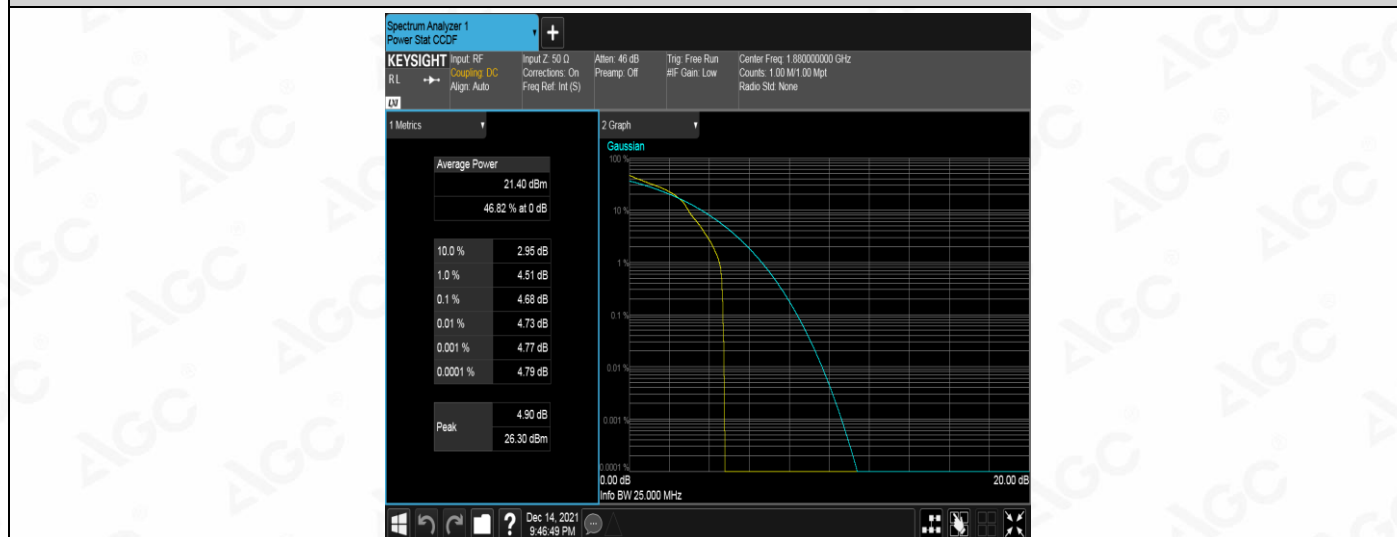 Spectrum Analyzer 1
Power Stat CCDF
+
KEYSIGHT
R L
LXI
Input: RF
Coupling: DC
Align: Auto
Input Z: 50 Ω
Corrections: On
Freq Ref: Int (S)
Atten: 46 dB
Preamp: Off
Trig: Free Run
#IF Gain: Low
Center Freq: 1.880000000 GHz
Counts: 1.00 M/1.00 Mpt
Radio Std: None
1 Metrics
Average Power
21.40 dBm
46.82 % at 0 dB
10.0 % 2.95 dB
1.0 % 4.51 dB
0.1 % 4.68 dB
0.01 % 4.73 dB
0.001 % 4.77 dB
0.0001 % 4.79 dB
Peak
4.90 dB
26.30 dBm
2 Graph
Gaussian
100 %
10 %
1 %
0.1 %
0.01 %
0.001 %
0.0001 %
0.00 dB 20.00 dB
Info BW 25.000 MHz
? Dec 14, 2021
9:46:49 PM
AGC